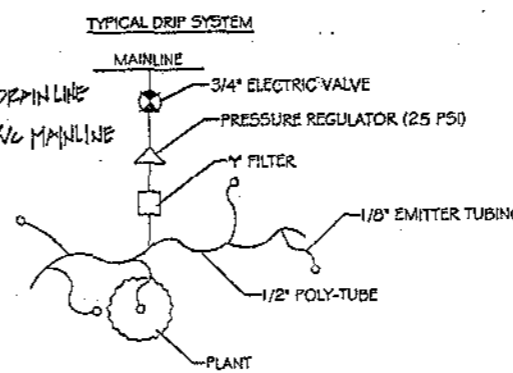 TYPICAL DRIP SYSTEM
MAINLINE
3/4" ELECTRIC VALVE
MAINLINE
PRESSURE REGULATOR (25 PSI)
Y FILTER
1/8" EMITTER TUBING
1/2" POLY-TUBE
PLANT